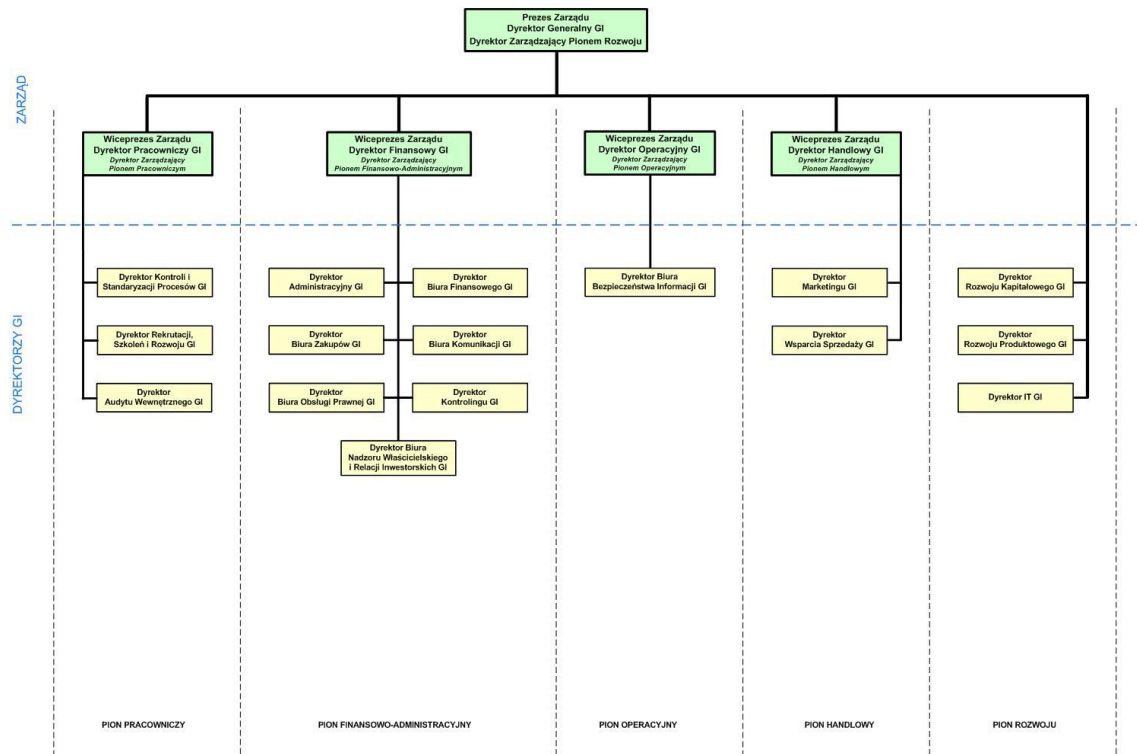 Prezes Zarządu
Dyrektor Generalny GI
Dyrektor Zarządzający Pionem Rozwoju
ZARZĄD
Wiceprezes Zarządu
Dyrektor Pracowniczy GI
Dyrektor Zarządzający
Pionem Pracowniczym
Wiceprezes Zarządu
Dyrektor Finansowy GI
Dyrektor Zarządzający
Pionem Finansowo-Administracyjnym
Wiceprezes Zarządu
Dyrektor Operacyjny GI
Dyrektor Zarządzający
Pionem Operacyjnym
Wiceprezes Zarządu
Dyrektor Handlowy GI
Dyrektor Zarządzający
Pionem Handlowym
DYREKTORZY GI
Dyrektor Kontroli i
Standaryzacji Procesów GI
Dyrektor Rekrutacji,
Szkoleń i Rozwoju GI
Dyrektor
Audytu Wewnętrznego GI
Dyrektor
Administracyjny GI
Dyrektor
Biura Finansowego GI
Dyrektor
Biura Zakupów GI
Dyrektor
Biura Komunikacji GI
Dyrektor
Biura Obsługi Prawnej GI
Dyrektor
Kontrolingu GI
Dyrektor Biura
Nadzoru Właścicielskiego
i Relacji Inwestorskich GI
Dyrektor Biura
Bezpieczeństwa Informacji GI
Dyrektor
Marketingu GI
Dyrektor
Wsparcia Sprzedaży GI
Dyrektor
Rozwoju Kapitałowego GI
Dyrektor
Rozwoju Produktowego GI
Dyrektor IT GI
PION PRACOWNICZY
PION FINANSOWO-ADMINISTRACYJNY
PION OPERACYJNY
PION HANDLOWY
PION ROZWOJU